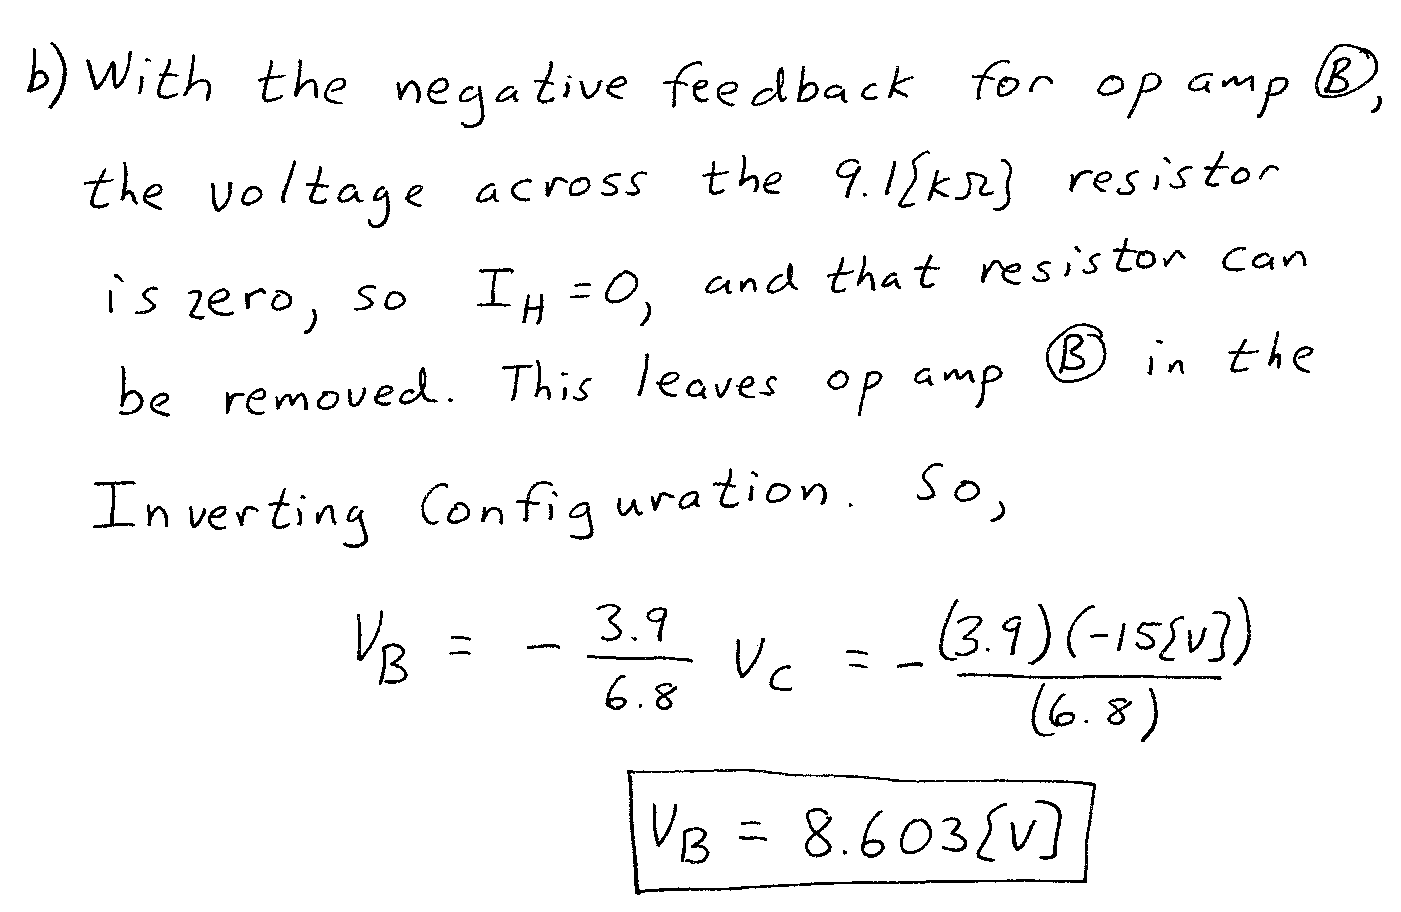 b) With the negative feedback for op amp Ⓑ,
the voltage across the 9.1[kΩ] resistor
is zero, so I_H = 0, and that resistor can
be removed. This leaves op amp Ⓑ in the
Inverting Configuration. So,
V_B = - 3.9/6.8 V_C = - (3.9)(-15[V])/(6.8)
V_B = 8.603[V]